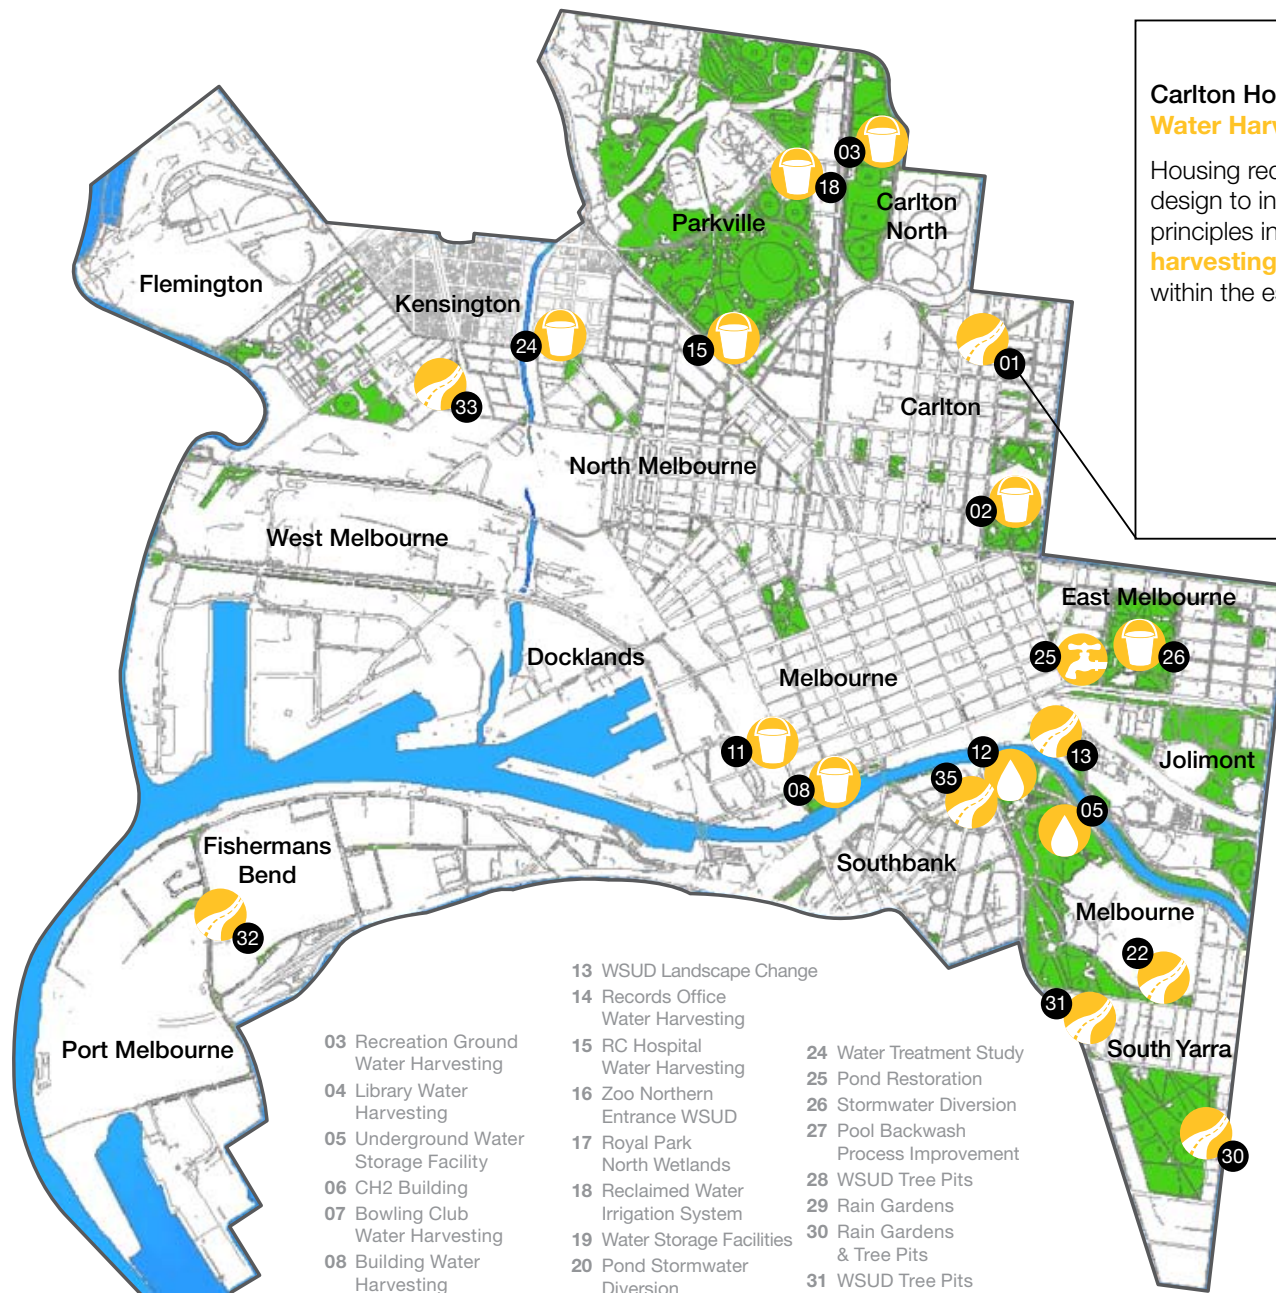 Carlton Ho
Water Harv
Housing red
design to in
principles in
harvesting
within the es
03
18
Carlton
North
Parkville
Flemington
Kensington
24
15
01
33
Carlton
North Melbourne
02
West Melbourne
East Melbourne
25
26
Docklands
Melbourne
11
12
13
Jolimont
08
35
05
Southbank
Fishermans
Bend
Melbourne
32
22
31
Port Melbourne
South Yarra
30
03 Recreation Ground
Water Harvesting
04 Library Water
Harvesting
05 Underground Water
Storage Facility
06 CH2 Building
07 Bowling Club
Water Harvesting
08 Building Water
Harvesting
13 WSUD Landscape Change
14 Records Office
Water Harvesting
15 RC Hospital
Water Harvesting
16 Zoo Northern
Entrance WSUD
17 Royal Park
North Wetlands
18 Reclaimed Water
Irrigation System
19 Water Storage Facilities
20 Pond Stormwater
Diversion
24 Water Treatment Study
25 Pond Restoration
26 Stormwater Diversion
27 Pool Backwash
Process Improvement
28 WSUD Tree Pits
29 Rain Gardens
30 Rain Gardens
& Tree Pits
31 WSUD Tree Pits